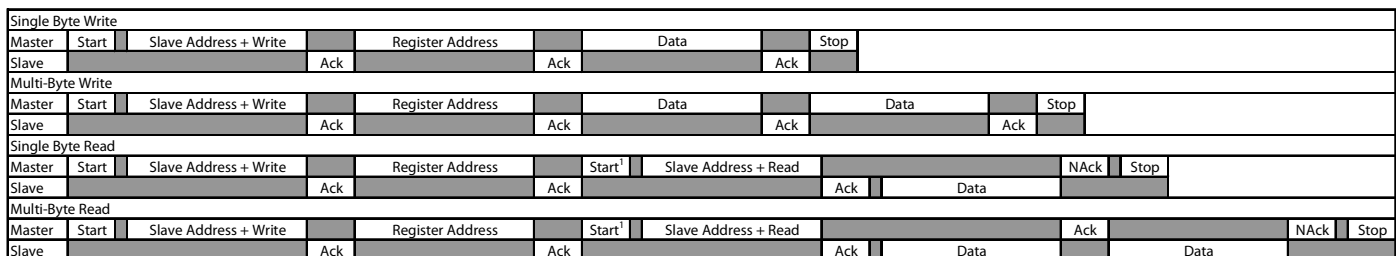 Single Byte Write
Master Start Slave Address + Write Register Address Data Stop
Slave Ack Ack Ack
Multi-Byte Write
Master Start Slave Address + Write Register Address Data Data Stop
Slave Ack Ack Ack Ack
Single Byte Read
Master Start Slave Address + Write Register Address Start¹ Slave Address + Read NAck Stop
Slave Ack Ack Ack Data
Multi-Byte Read
Master Start Slave Address + Write Register Address Start¹ Slave Address + Read Ack NAck Stop
Slave Ack Ack Ack Data Data